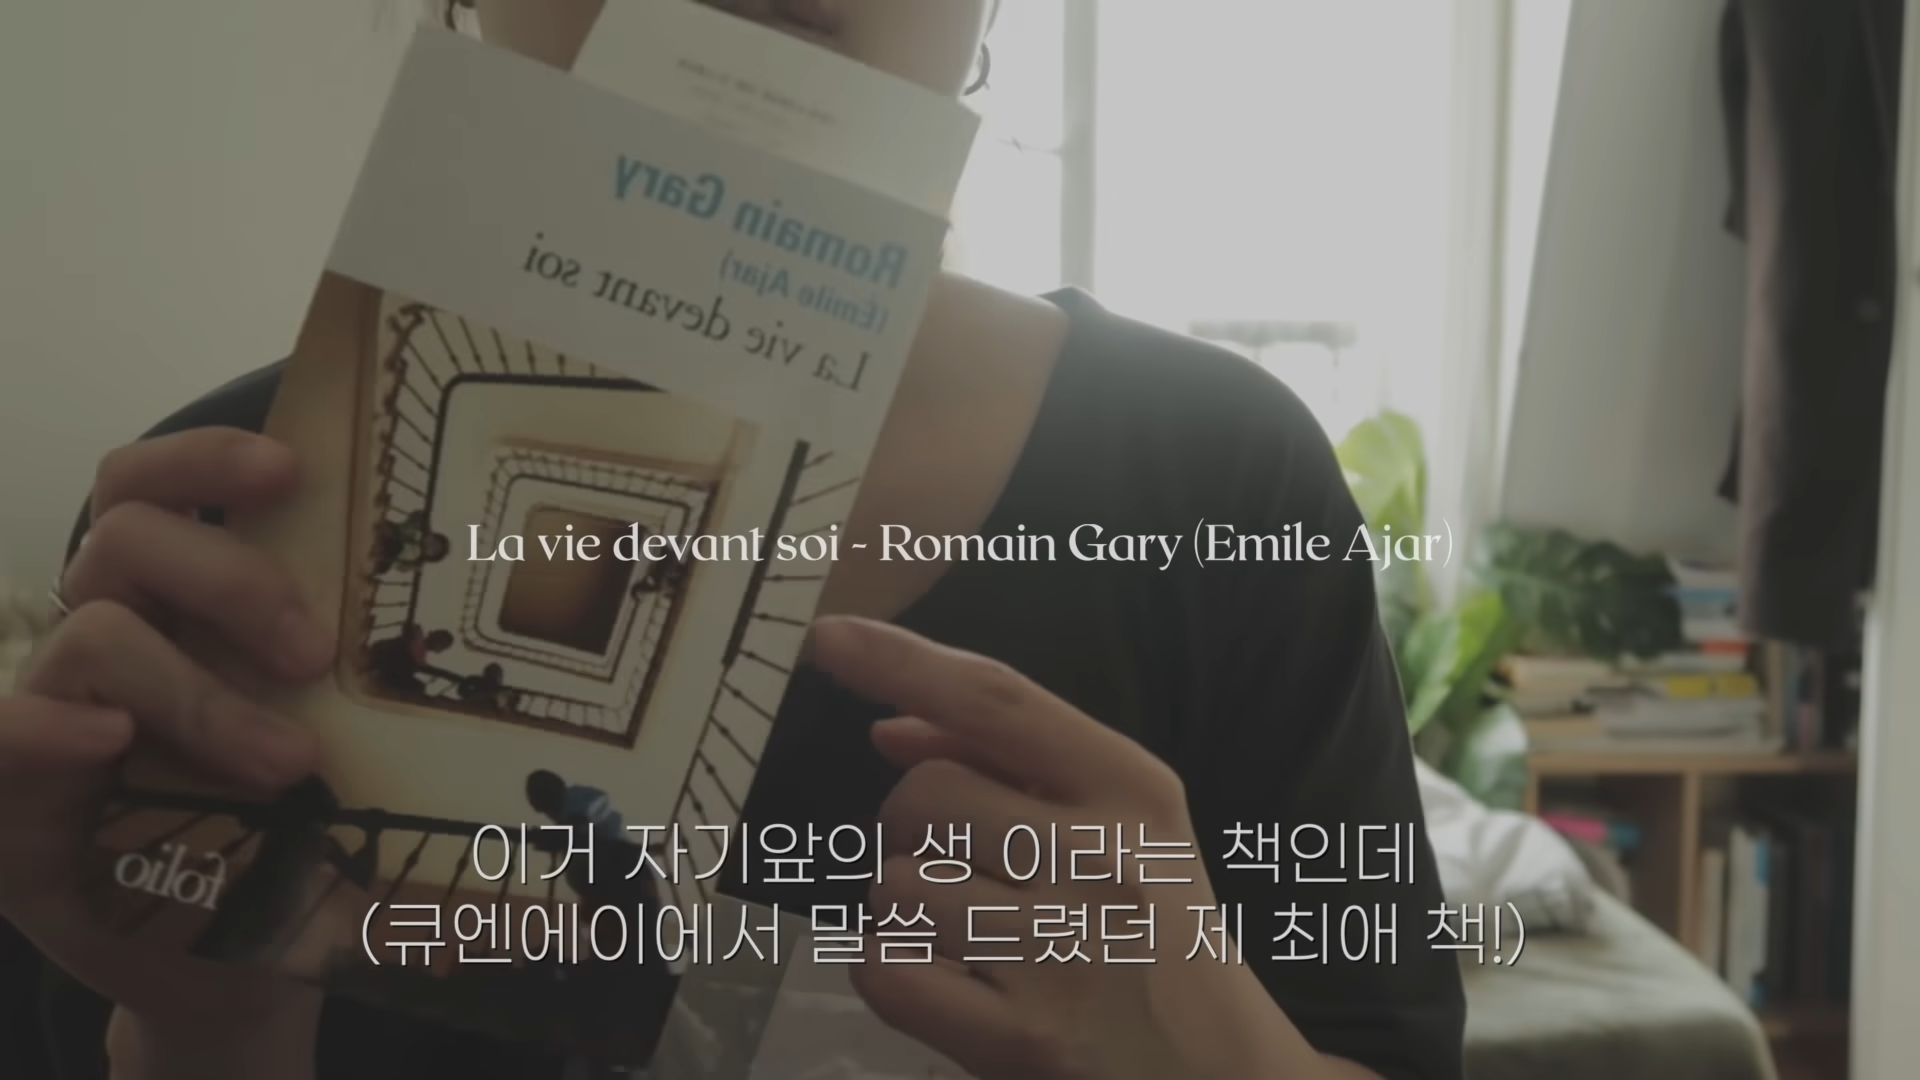 Romain Gary
(Emile Ajar)
La vie devant soi
La vie devant soi - Romain Gary (Emile Ajar)
이거 자기앞의 생 이라는 책인데
(큐엔에이에서 말씀 드렸던 제 최애 책!)
folio